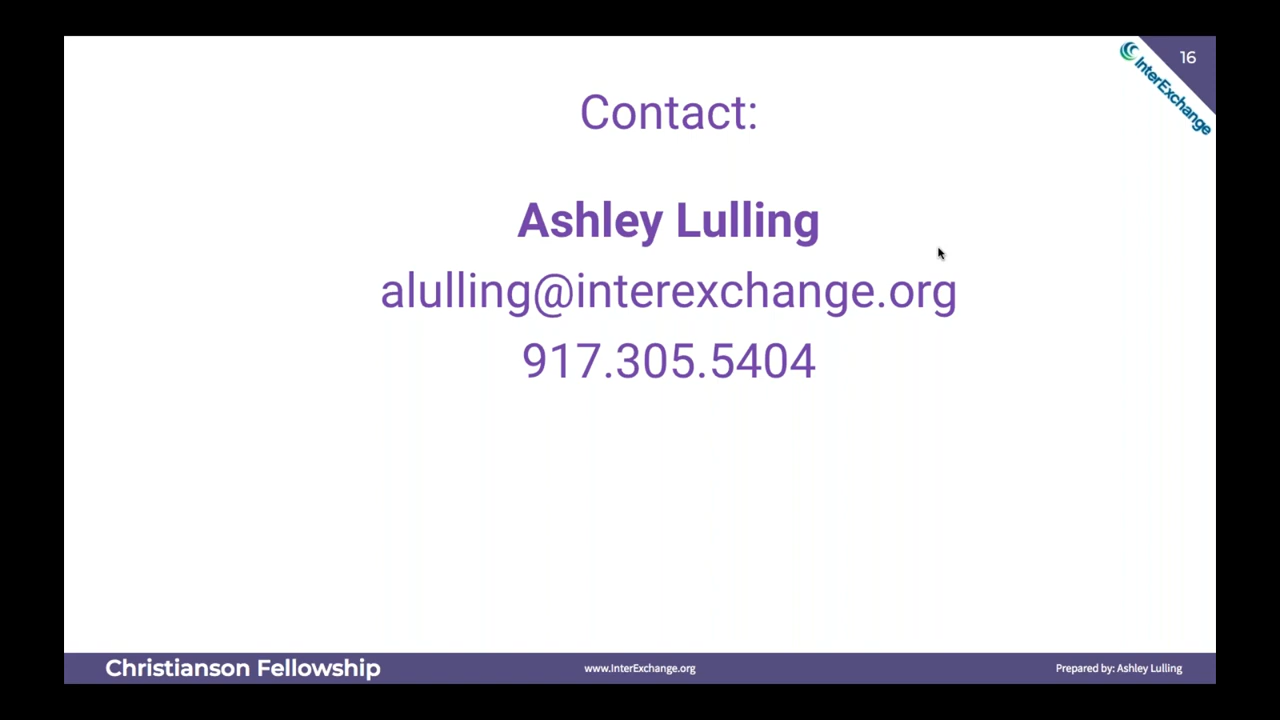 16
InterExchange
Contact:
Ashley Lulling
alulling@interexchange.org
917.305.5404
Christianson Fellowship
www.InterExchange.org
Prepared by: Ashley Lulling